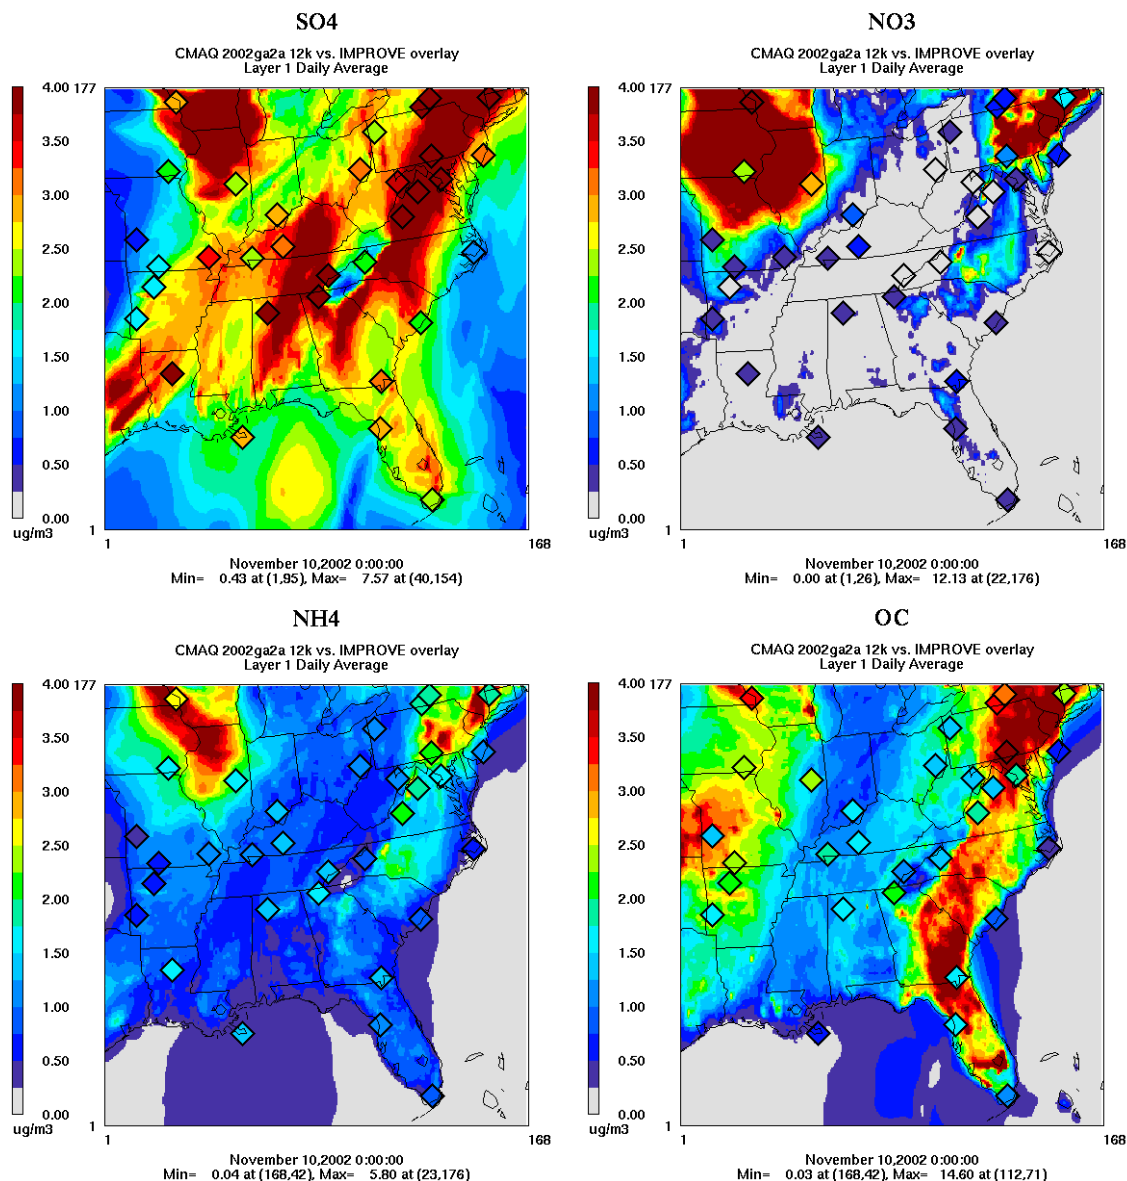 SO4
CMAQ 2002ga2a 12k vs. IMPROVE overlay
Layer 1 Daily Average
4.00 177
3.50
3.00
2.50
2.00
1.50
1.00
0.50
0.00
ug/m3
1
1
168
November 10,2002 0:00:00
Min= 0.43 at (1,95), Max= 7.57 at (40,154)
NO3
CMAQ 2002ga2a 12k vs. IMPROVE overlay
Layer 1 Daily Average
4.00 177
3.50
3.00
2.50
2.00
1.50
1.00
0.50
0.00
ug/m3
1
1
168
November 10,2002 0:00:00
Min= 0.00 at (1,26), Max= 12.13 at (22,176)
NH4
CMAQ 2002ga2a 12k vs. IMPROVE overlay
Layer 1 Daily Average
4.00 177
3.50
3.00
2.50
2.00
1.50
1.00
0.50
0.00
ug/m3
1
1
168
November 10,2002 0:00:00
Min= 0.04 at (168,42), Max= 5.80 at (23,176)
OC
CMAQ 2002ga2a 12k vs. IMPROVE overlay
Layer 1 Daily Average
4.00 177
3.50
3.00
2.50
2.00
1.50
1.00
0.50
0.00
ug/m3
1
1
168
November 10,2002 0:00:00
Min= 0.03 at (168,42), Max= 14.60 at (112,71)